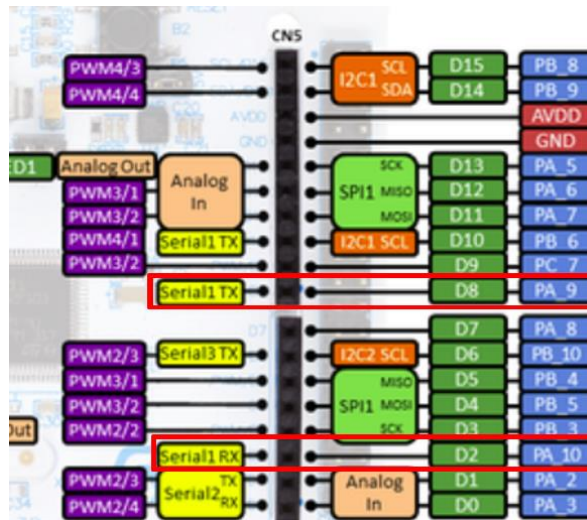 CN5
PWM4/3 SCL D15 PB_8
I2C1
PWM4/4 SDA D14 PB_9
AVDD AVDD
GND GND
ED1 Analog Out SCK D13 PA_5
Analog In
PWM3/1 SPI1 MISO D12 PA_6
PWM3/2 MOSI D11 PA_7
PWM4/1 Serial1 TX I2C1 SCL D10 PB_6
PWM3/2 D9 PC_7
Serial1 TX D8 PA_9
D7 D7 PA_8
PWM2/3 Serial3 TX I2C2 SCL D6 PB_10
PWM3/1 MISO D5 PB_4
PWM3/2 SPI1 MOSI D4 PB_5
Out PWM2/2 SCK D3 PB_3
Serial1 RX D2 PA_10
PWM2/3 TX D1 PA_2
Serial2 Analog In
PWM2/4 RX D0 PA_3